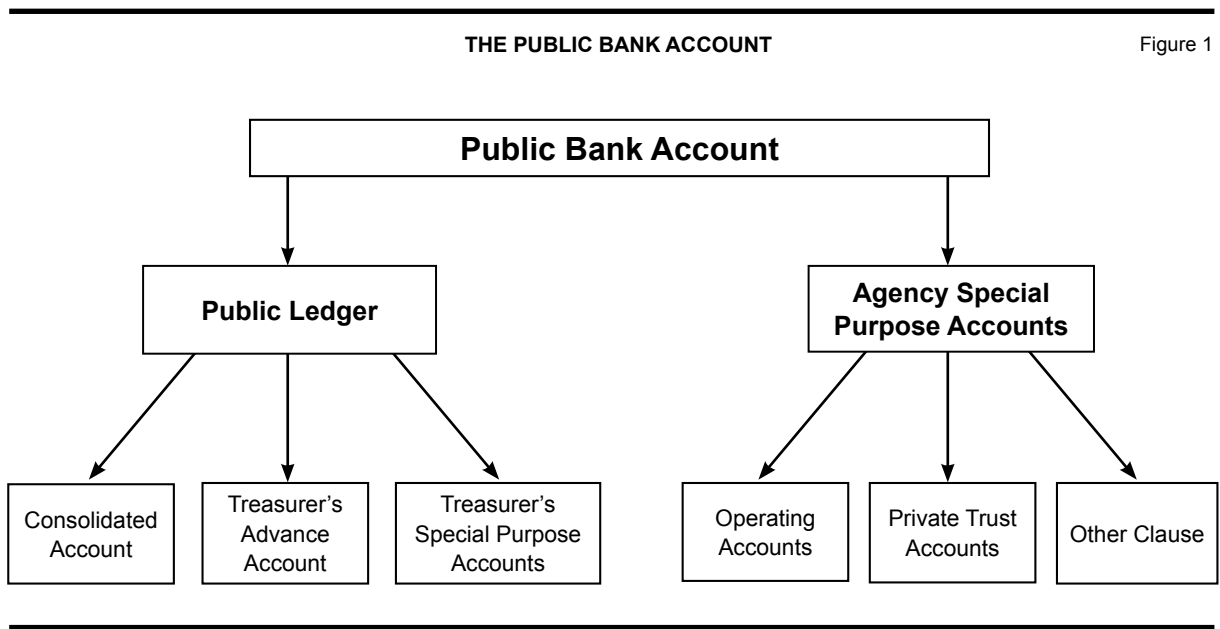 THE PUBLIC BANK ACCOUNT
Figure 1
Public Bank Account
Public Ledger
Agency Special
Purpose Accounts
Consolidated
Account
Treasurer’s
Advance
Account
Treasurer’s
Special Purpose
Accounts
Operating
Accounts
Private Trust
Accounts
Other Clause